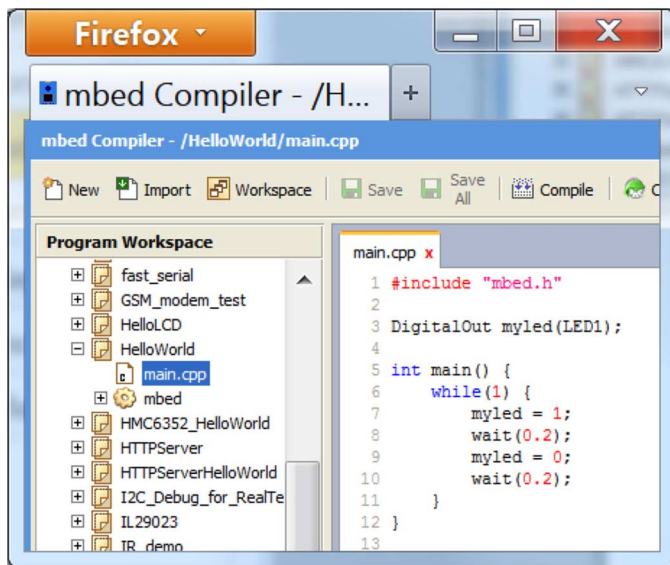 Firefox
mbed Compiler - /H...
mbed Compiler - /HelloWorld/main.cpp
New Import Workspace Save Save All Compile C
Program Workspace
fast_serial
GSM_modem_test
HelloLCD
HelloWorld
main.cpp
mbed
HMC6352_HelloWorld
HTTPServer
HTTPServerHelloWorld
I2C_Debug_for_RealTe
IL29023
IR_demo
main.cpp x
1 #include "mbed.h"
2
3 DigitalOut myled(LED1);
4
5 int main() {
6 while(1) {
7 myled = 1;
8 wait(0.2);
9 myled = 0;
10 wait(0.2);
11 }
12 }
13